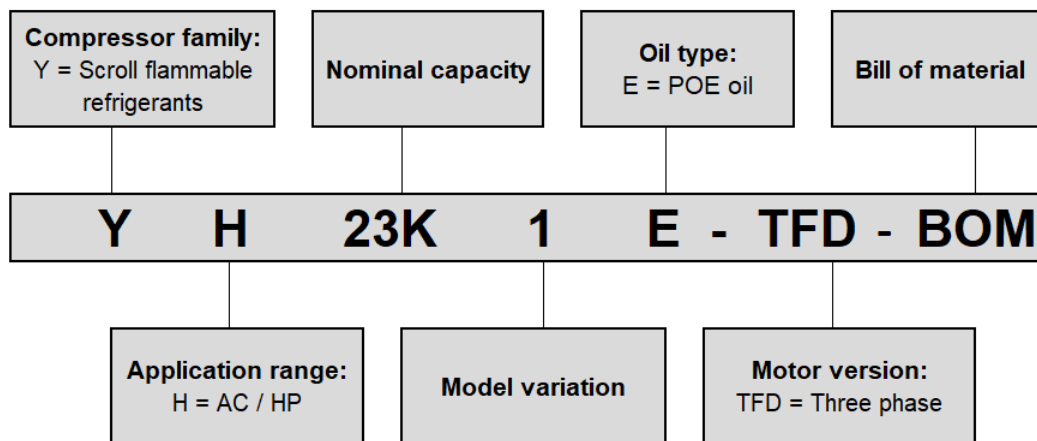 Compressor family:
Y = Scroll flammable
refrigerants
Nominal capacity
Oil type:
E = POE oil
Bill of material
Y H 23K 1 E - TFD - BOM
Application range:
H = AC / HP
Model variation
Motor version:
TFD = Three phase